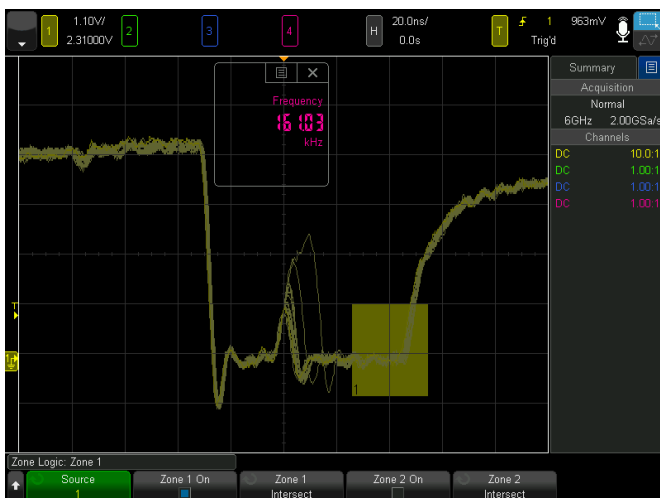 1 1.10V/ 2 3 4 H 20.0ns/ T 1 963mV
2.31000V 0.0s Trig'd
Summary
Acquisition
Normal
6GHz 2.00GSa/s
Channels
DC 10.0:1
DC 1.00:1
DC 1.00:1
DC 1.00:1
Frequency
161.03
kHz
T
1
Zone Logic: Zone 1
Source Zone 1 On Zone 1 Zone 2 On Zone 2
1 Intersect Intersect